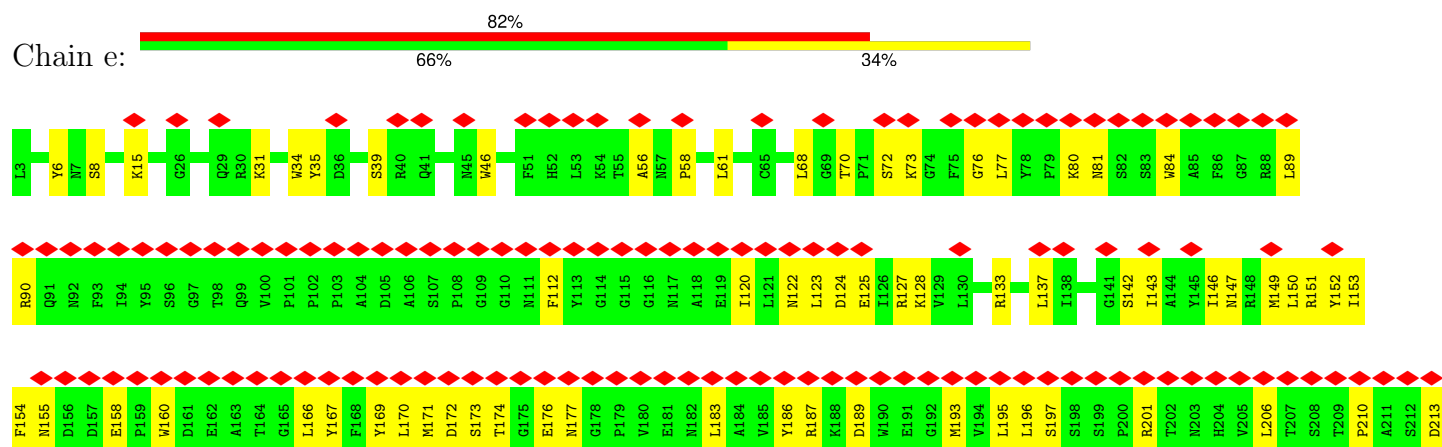 82%
Chain e:
66% 34%
L3 Y6 N7 S8 K15 G26 Q29 R30 K31 W34 Y35 D36 S39 R40 Q41 N45 W46 F51 H52 L53 K54 T55 A56 N57 P58 L61 C65 L68 G69 T70 P71 S72 K73 G74 F75 G76 L77 Y78 P79 K80 N81 S82 S83 W84 A85 F86 G87 R88 L89
R90 Q91 N92 F93 I94 Y95 S96 G97 T98 Q99 V100 P101 P102 P103 A104 D105 A106 S107 P108 G109 G110 N111 F112 Y113 G114 G115 G116 N117 A118 E119 I120 L121 N122 L123 D124 E125 I126 R127 K128 V129 L130 R133 L137 I138 G141 S142 I143 A144 Y145 I146 N147 R148 M149 L150 R151 Y152 I153
F154 N155 D156 D157 E158 P159 W160 D161 E162 A163 T164 G165 L166 Y167 F168 Y169 L170 M171 D172 S173 T174 G175 E176 N177 G178 P179 V180 E181 N182 L183 A184 V185 Y186 R187 K188 D189 W190 E191 G192 M193 V194 L195 L196 S197 S198 S199 P200 R201 T202 N203 H204 V205 L206 T207 S208 T209 P210 A211 S212 D213